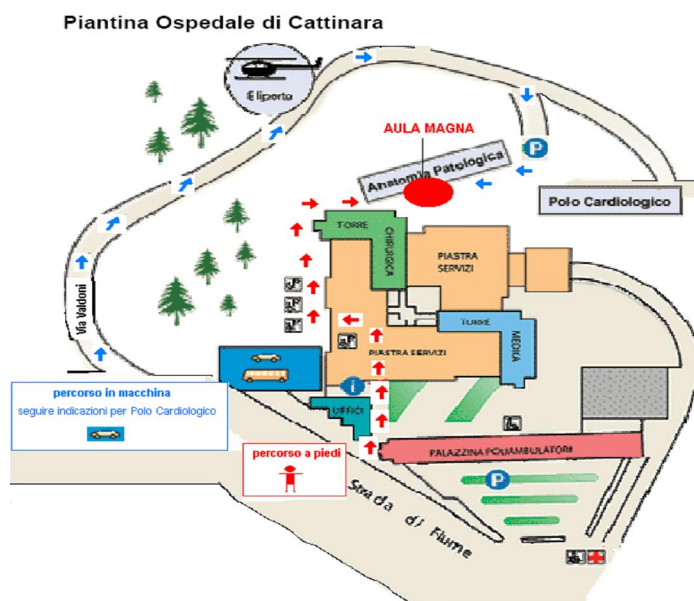 Piantina Ospedale di Cattinara
Eliporto
AULA MAGNA
P
Anatomia Patologica
Polo Cardiologico
TORRE
CHIRURGICA
PIASTRA
SERVIZI
Via Valdoni
P
P
P
TORRE
MEDICA
P
PIASTRA SERVIZI
i
percorso in macchina
seguire indicazioni per Polo Cardiologico
UFFICI
percorso a piedi
PALAZZINA POLIAMBULATORI
P
Strada di Fiume